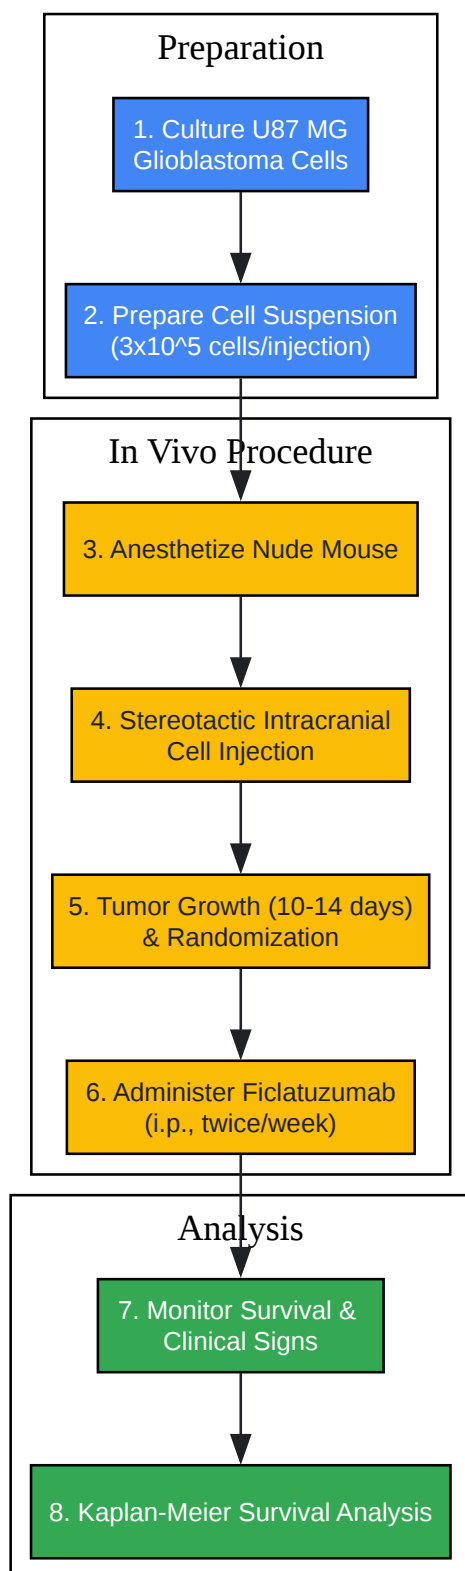 Preparation
1. Culture U87 MG
Glioblastoma Cells
2. Prepare Cell Suspension
(3x10^5 cells/injection)
In Vivo Procedure
3. Anesthetize Nude Mouse
4. Stereotactic Intracranial
Cell Injection
5. Tumor Growth (10-14 days)
& Randomization
6. Administer Ficlatuzumab
(i.p., twice/week)
Analysis
7. Monitor Survival &
Clinical Signs
8. Kaplan-Meier Survival Analysis